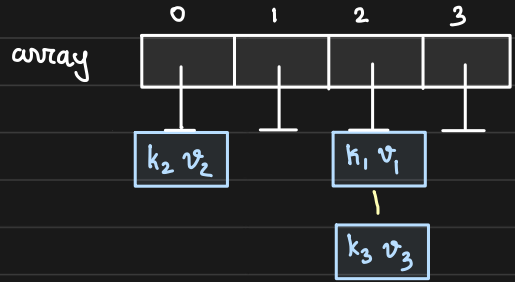 0 1 2 3
array
k₂ v₂ k₁ v₁
k₃ v₃